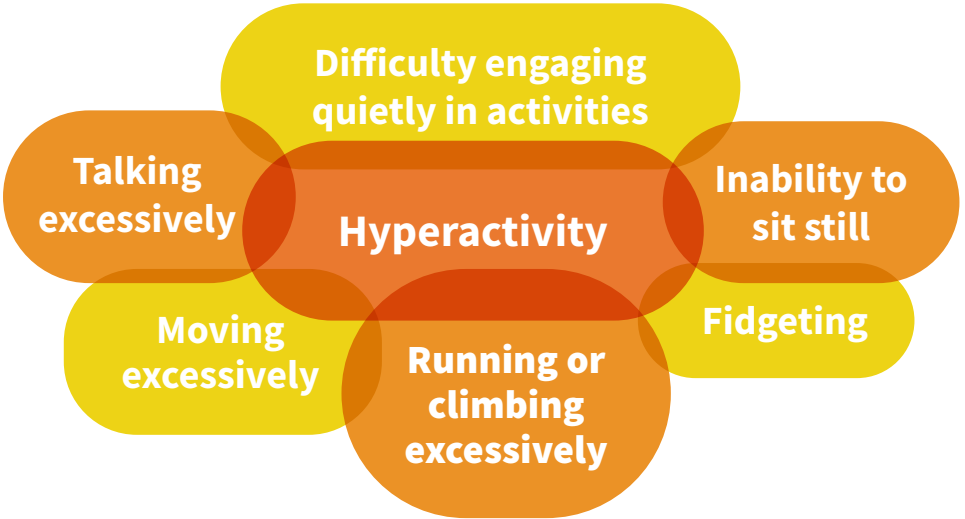 Difficulty engaging
quietly in activities
Talking
excessively
Hyperactivity
Inability to
sit still
Moving
excessively
Running or
climbing
excessively
Fidgeting